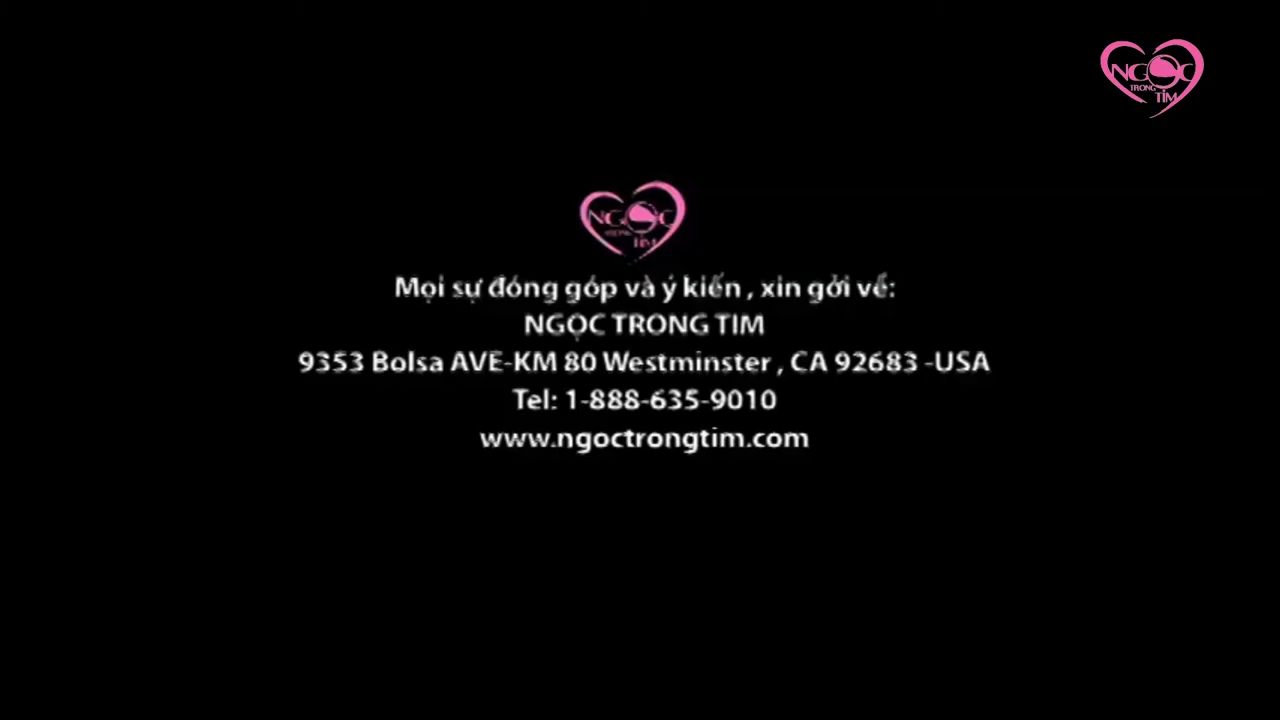 NGỌC
TRONG
TIM
NGỌC
TRONG
TIM
Mọi sự đóng góp và ý kiến , xin gởi về:
NGỌC TRONG TIM
9353 Bolsa AVE-KM 80 Westminster , CA 92683 -USA
Tel: 1-888-635-9010
www.ngoctrongtim.com